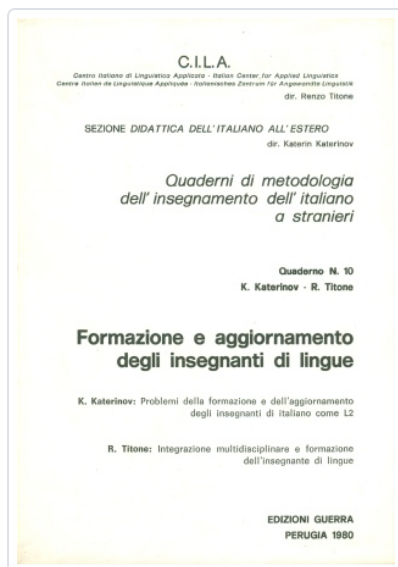 C.I.L.A.
Centro Italiano di Linguistica Applicata - Italian Center for Applied Linguistics
Centre Italien de Linguistique Appliquée - Italienisches Zentrum für Angewandte Linguistik
dir. Renzo Titone
SEZIONE DIDATTICA DELL'ITALIANO ALL'ESTERO
dir. Katerin Katerinov
Quaderni di metodologia
dell'insegnamento dell'italiano
a stranieri
Quaderno N. 10
K. Katerinov - R. Titone
Formazione e aggiornamento
degli insegnanti di lingue
K. Katerinov: Problemi della formazione e dell'aggiornamento
degli insegnanti di italiano come L2
R. Titone: Integrazione multidisciplinare e formazione
dell'insegnante di lingue
EDIZIONI GUERRA
PERUGIA 1980